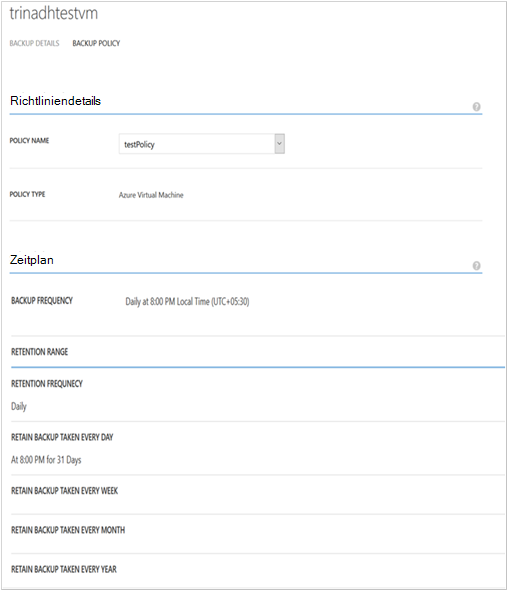 trinadhtestvm
BACKUP DETAILS BACKUP POLICY
Richtliniendetails
?
POLICY NAME testPolicy
POLICY TYPE Azure Virtual Machine
Zeitplan
?
BACKUP FREQUENCY Daily at 8:00 PM Local Time (UTC+05:30)
RETENTION RANGE
RETENTION FREQUNECY
Daily
RETAIN BACKUP TAKEN EVERY DAY
At 8:00 PM for 31 Days
RETAIN BACKUP TAKEN EVERY WEEK
RETAIN BACKUP TAKEN EVERY MONTH
RETAIN BACKUP TAKEN EVERY YEAR